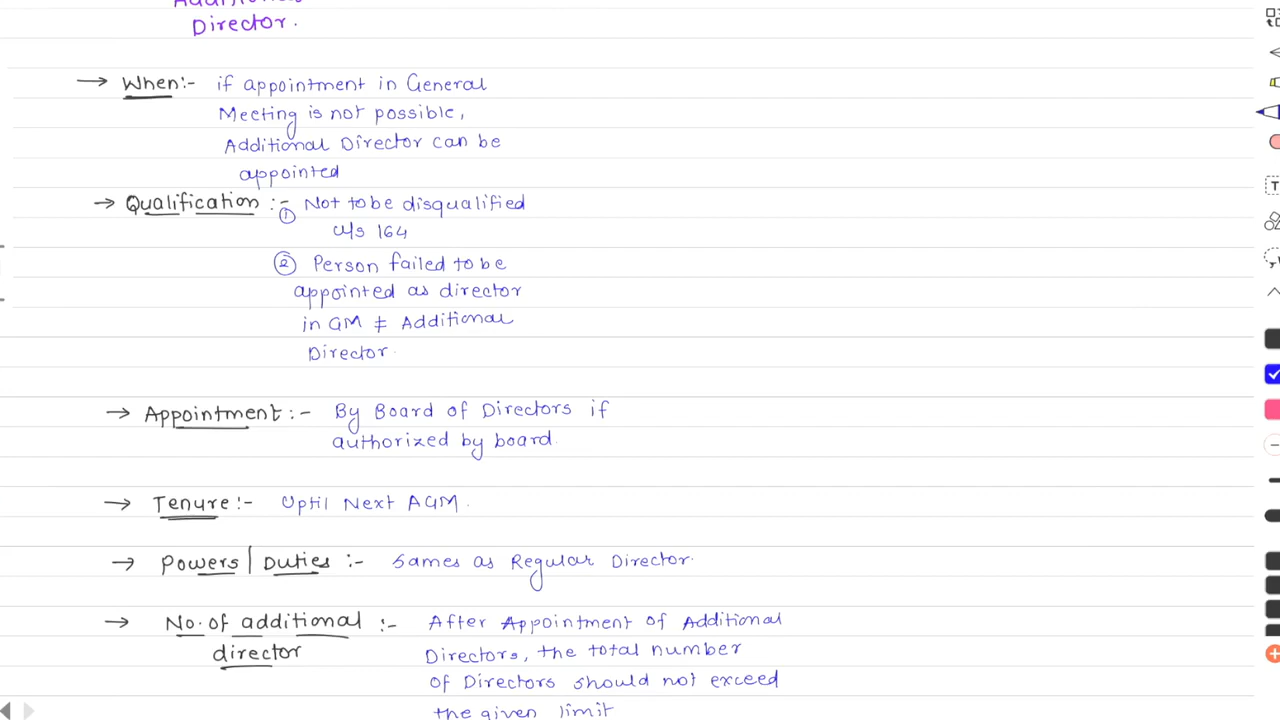 Additional
Director.
→ When:- if appointment in General
Meeting is not possible,
Additional Director can be
appointed
→ Qualification :- ① Not to be disqualified
u/s 164
② Person failed to be
appointed as director
in GM ≠ Additional
Director.
→ Appointment :- By Board of Directors if
authorized by board.
→ Tenure :- Uptil Next AGM.
→ Powers | Duties :- Sames as Regular Director.
→ No. of additional :- After Appointment of Additional
director Directors, the total number
of Directors should not exceed
the given limit